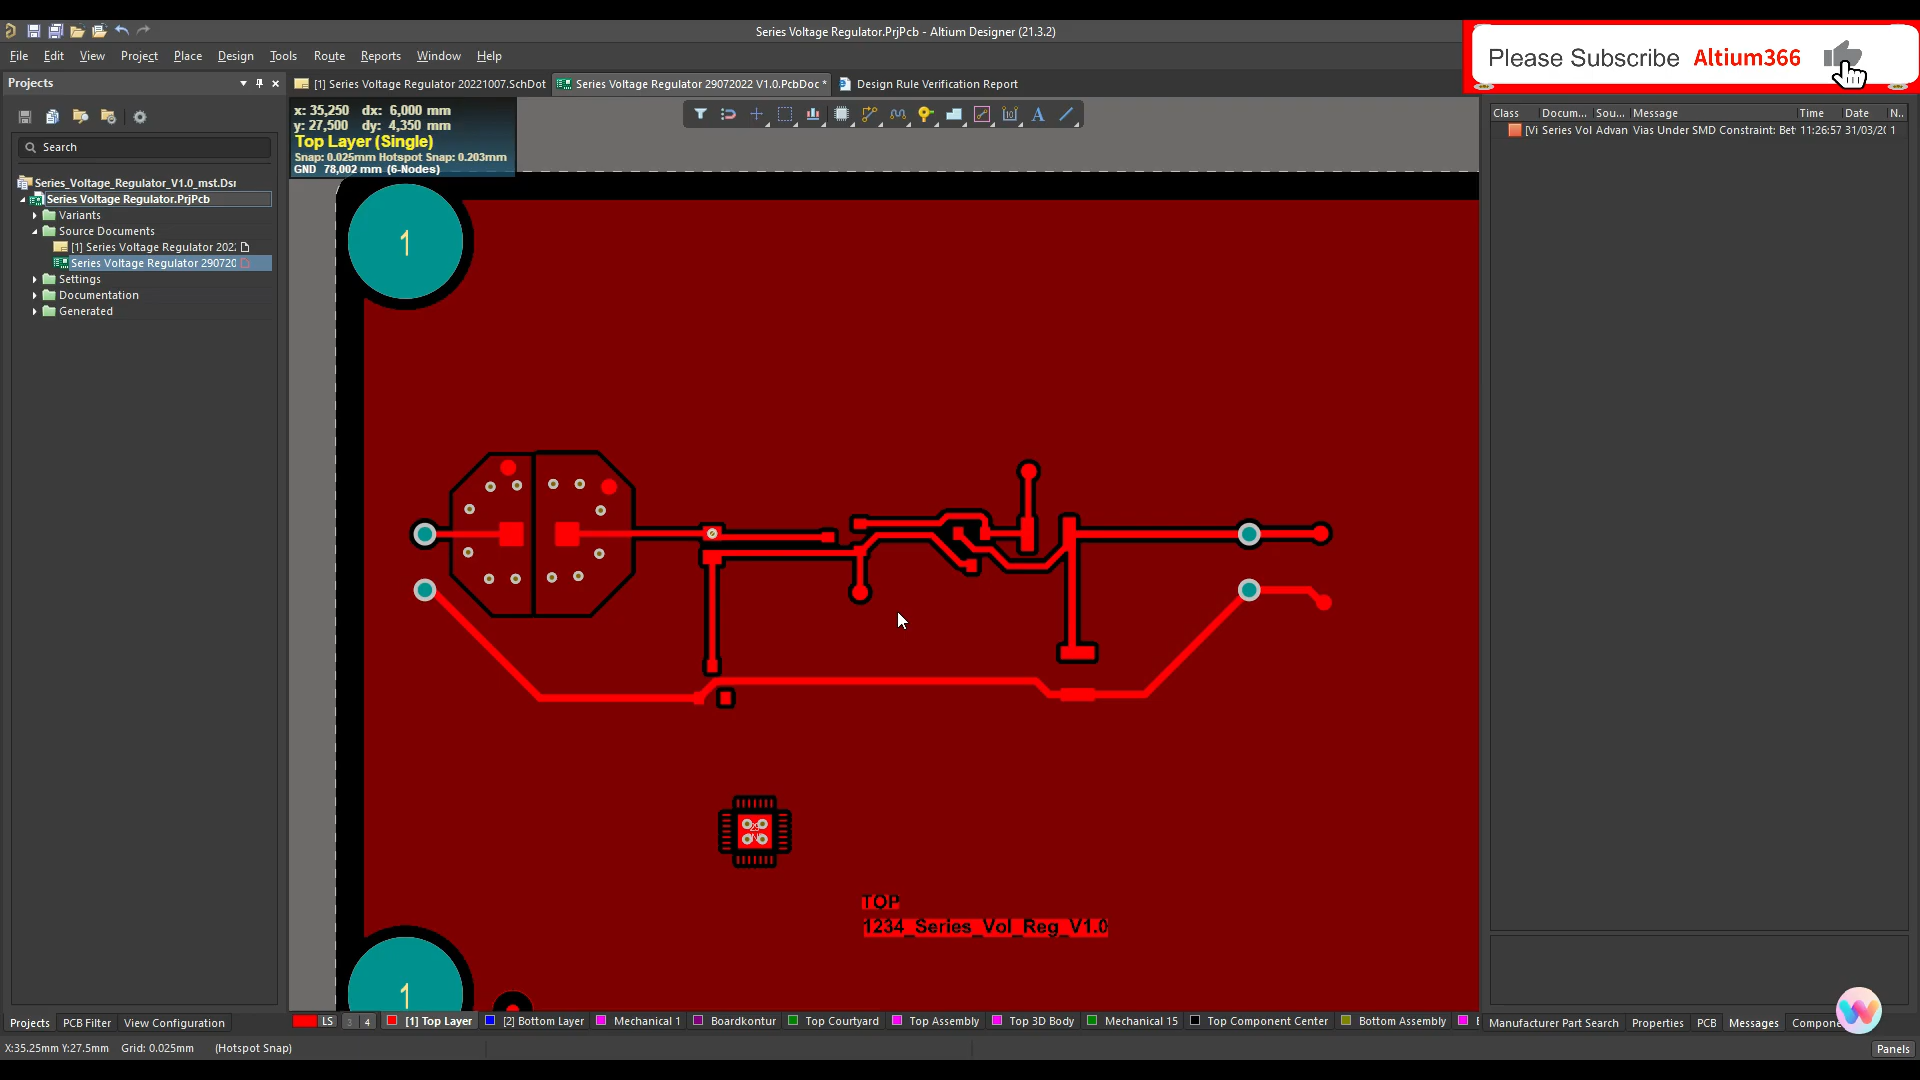 Series Voltage Regulator.PrjPcb - Altium Designer (21.3.2)
File Edit View Project Place Design Tools Route Reports Window Help
Please Subscribe Altium366
Projects
[1] Series Voltage Regulator 20221007.SchDot
Series Voltage Regulator 29072022 V1.0.PcbDoc *
Design Rule Verification Report
x: 35,250 dx: 6,000 mm
y: 27,500 dy: 4,350 mm
Top Layer (Single)
Snap: 0.025mm Hotspot Snap: 0.203mm
GND 78,002 mm (6-Nodes)
Search
Series_Voltage_Regulator_V1.0_mst.Dsn
Series Voltage Regulator.PrjPcb
Variants
Source Documents
[1] Series Voltage Regulator 202
Series Voltage Regulator 290720
Settings
Documentation
Generated
Class Docum... Sou... Message Time Date N..
[Vi Series Vol Advan Vias Under SMD Constraint: Bet 11:26:57 31/03/20 1
1
TOP
1234_Series_Vol_Reg_V1.0
1
LS 3 4 [1] Top Layer [2] Bottom Layer Mechanical 1 Boardkontur Top Courtyard Top Assembly Top 3D Body Mechanical 15 Top Component Center Bottom Assembly
Projects PCB Filter View Configuration
Manufacturer Part Search Properties PCB Messages Compone
X:35.25mm Y:27.5mm Grid: 0.025mm (Hotspot Snap)
Panels